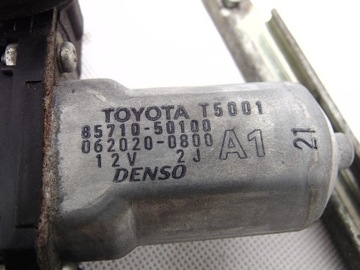 TOYOTA T5001
85710-50100
062020-0800
12V 2J A1
DENSO
21